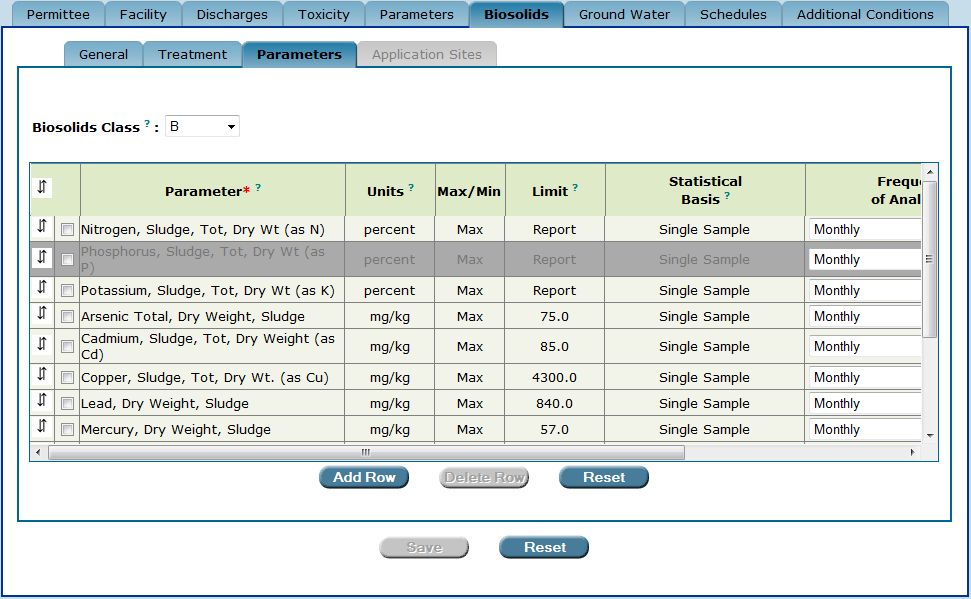 Permittee Facility Discharges Toxicity Parameters Biosolids Ground Water Schedules Additional Conditions
General Treatment Parameters Application Sites
Biosolids Class ? : B
Parameter* ? Units ? Max/Min Limit ? Statistical Basis ? Frequ of Anal
Nitrogen, Sludge, Tot, Dry Wt (as N) percent Max Report Single Sample Monthly
Phosphorus, Sludge, Tot, Dry Wt (as P) percent Max Report Single Sample Monthly
Potassium, Sludge, Tot, Dry Wt (as K) percent Max Report Single Sample Monthly
Arsenic Total, Dry Weight, Sludge mg/kg Max 75.0 Single Sample Monthly
Cadmium, Sludge, Tot, Dry Weight (as Cd) mg/kg Max 85.0 Single Sample Monthly
Copper, Sludge, Tot, Dry Wt. (as Cu) mg/kg Max 4300.0 Single Sample Monthly
Lead, Dry Weight, Sludge mg/kg Max 840.0 Single Sample Monthly
Mercury, Dry Weight, Sludge mg/kg Max 57.0 Single Sample Monthly
Add Row Delete Row Reset
Save Reset